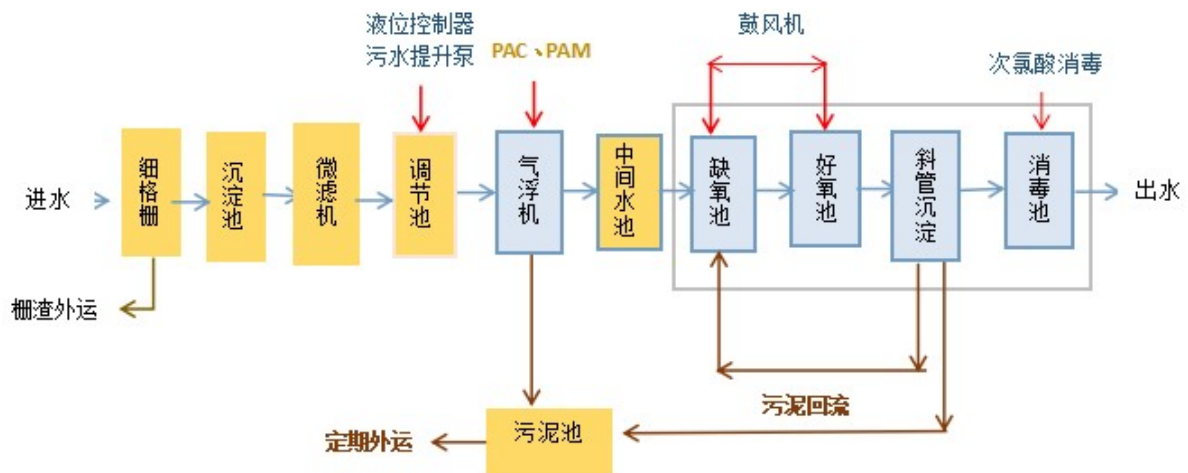 液位控制器
污水提升泵
PAC、PAM
鼓风机
次氯酸消毒
进水
细格栅
沉淀池
微滤机
调节池
气浮机
中间水池
缺氧池
好氧池
斜管沉淀
消毒池
出水
栅渣外运
污泥回流
定期外运
污泥池